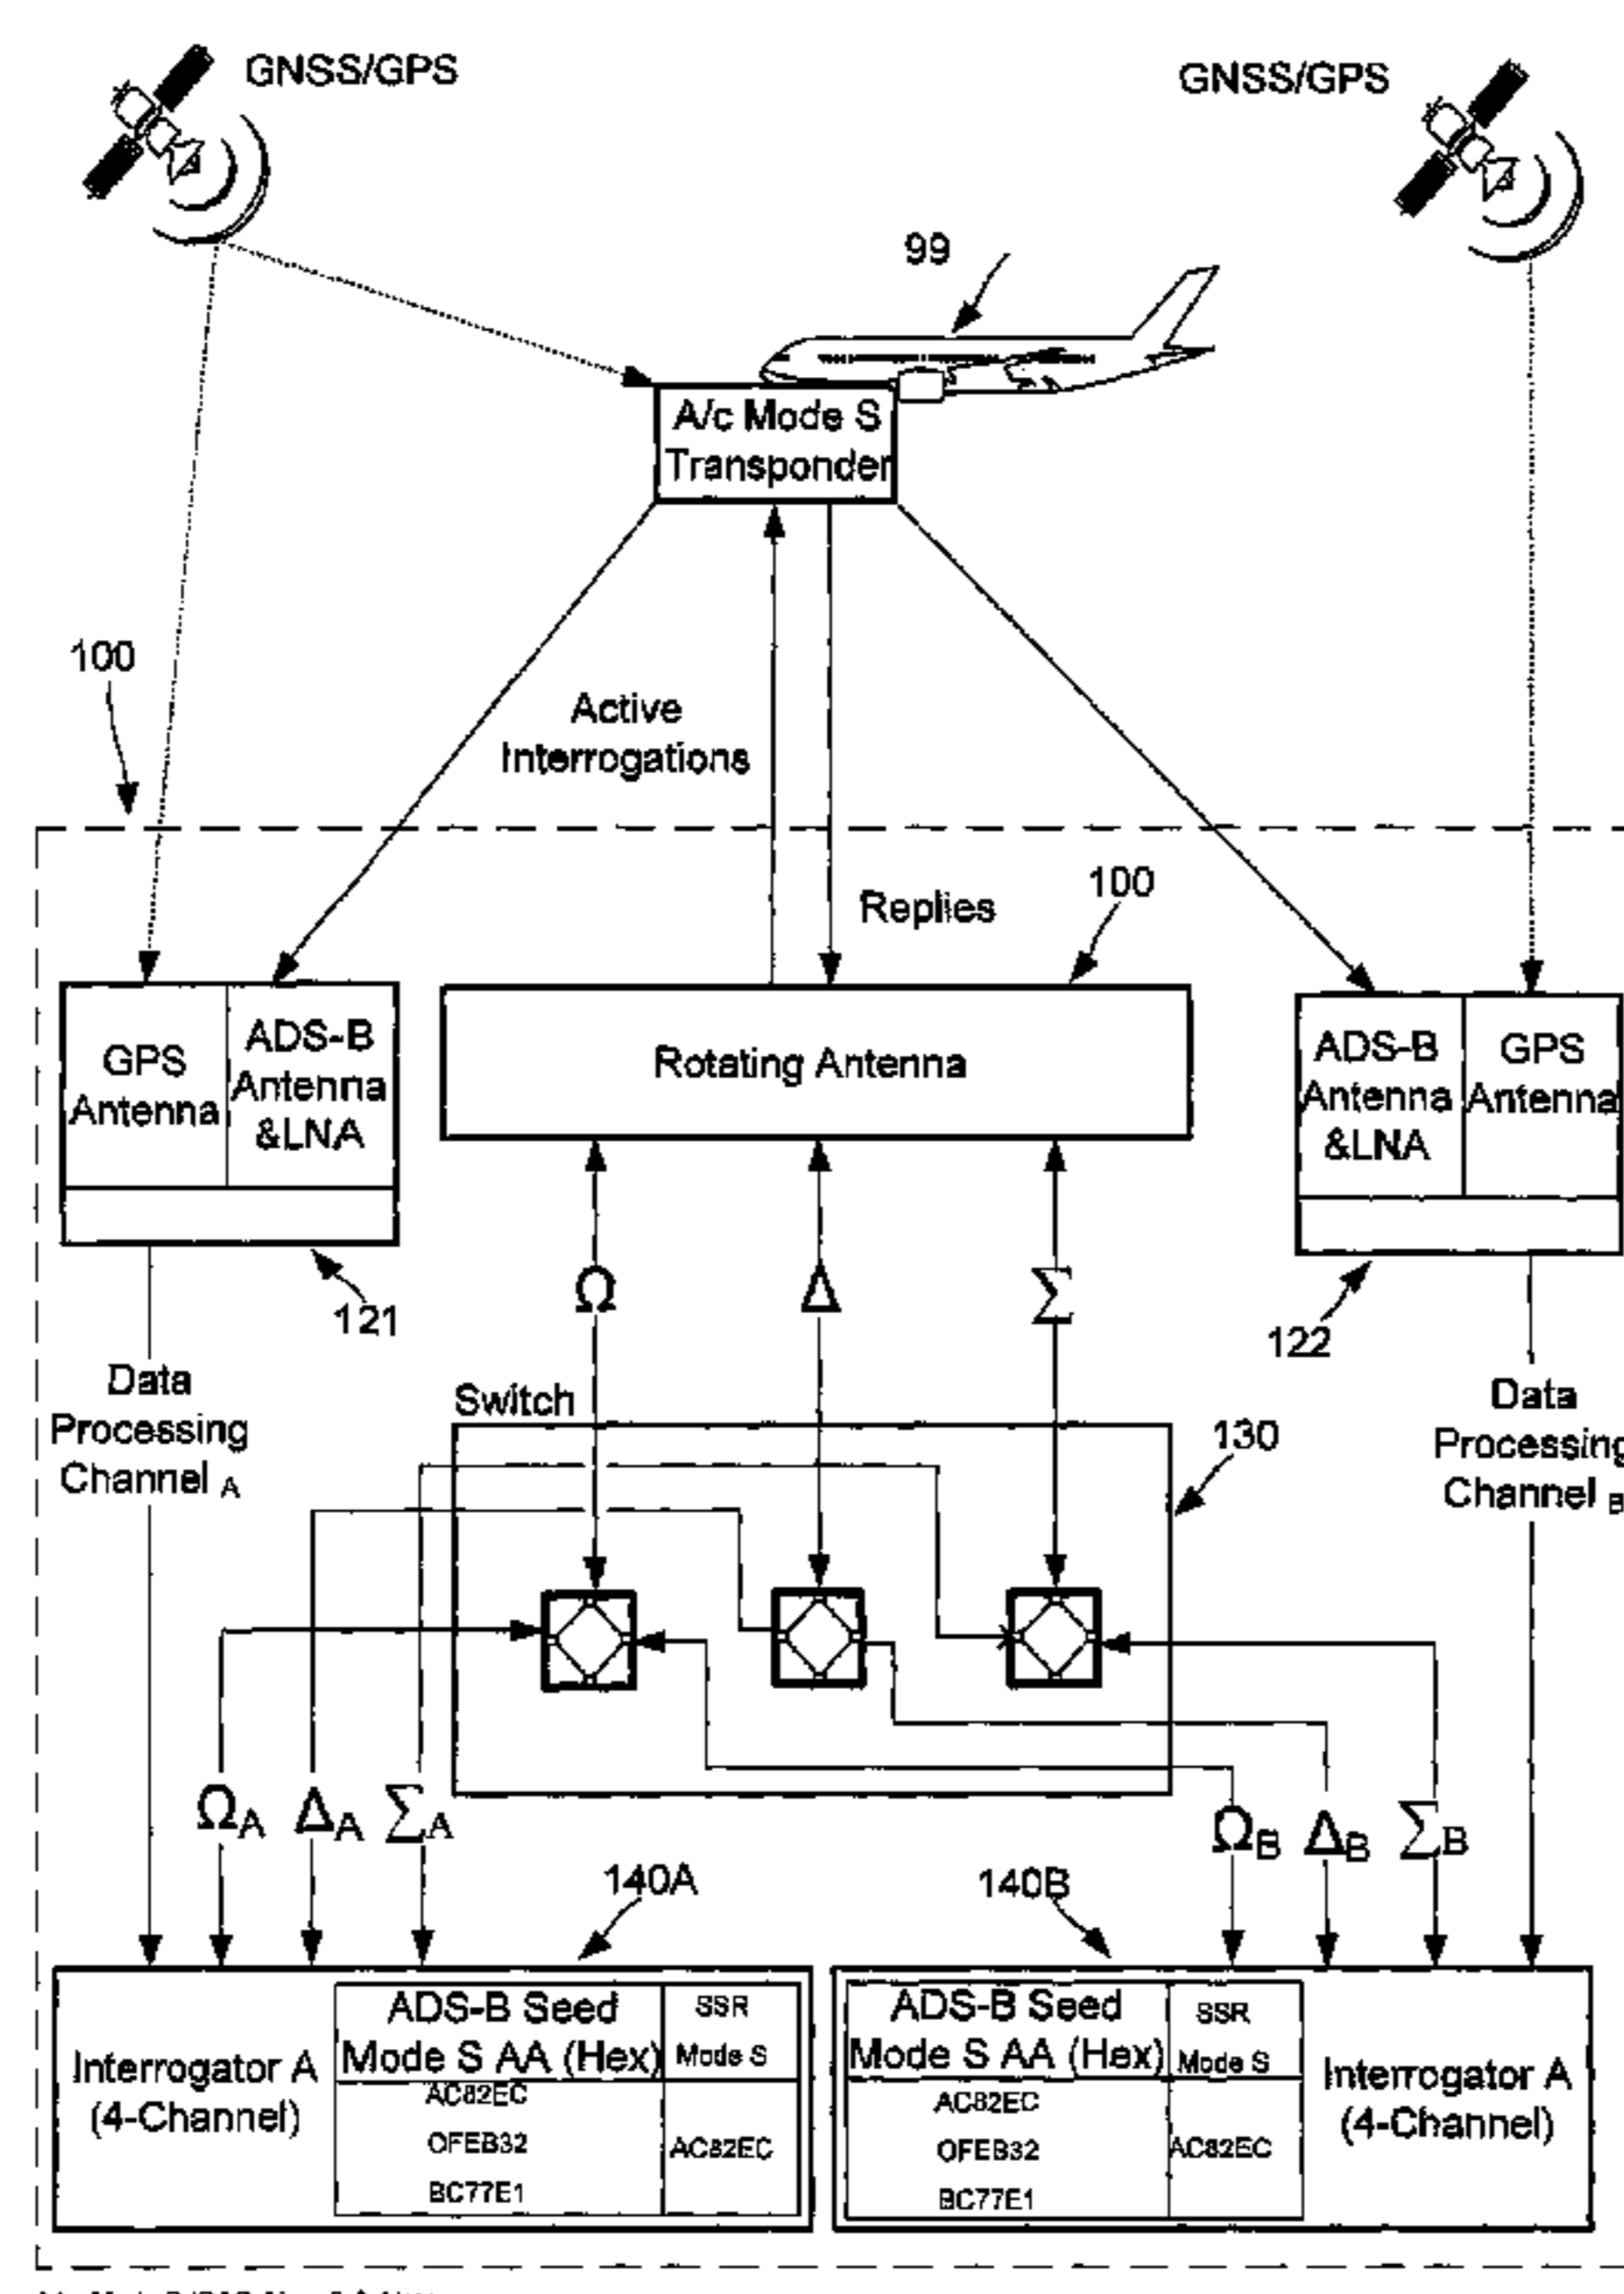 GNSS/GPS
GNSS/GPS
99
A/c Mode S
Transponder
100
Active
Interrogations
Replies
100
GPS
Antenna
ADS-B
Antenna
&LNA
Rotating Antenna
ADS-B
Antenna
&LNA
GPS
Antenna
121
Ω
Δ
Σ
122
Data
Processing
Channel A
Switch
130
Data
Processing
Channel B
ΩA
ΔA
ΣA
ΩB
ΔB
ΣB
140A
140B
Interrogator A
(4-Channel)
ADS-B Seed
Mode S AA (Hex)
SSR
Mode S
AC82EC
OFEB32
BC77E1
AC82EC
ADS-B Seed
Mode S AA (Hex)
SSR
Mode S
AC82EC
OFEB32
BC77E1
AC82EC
Interrogator A
(4-Channel)